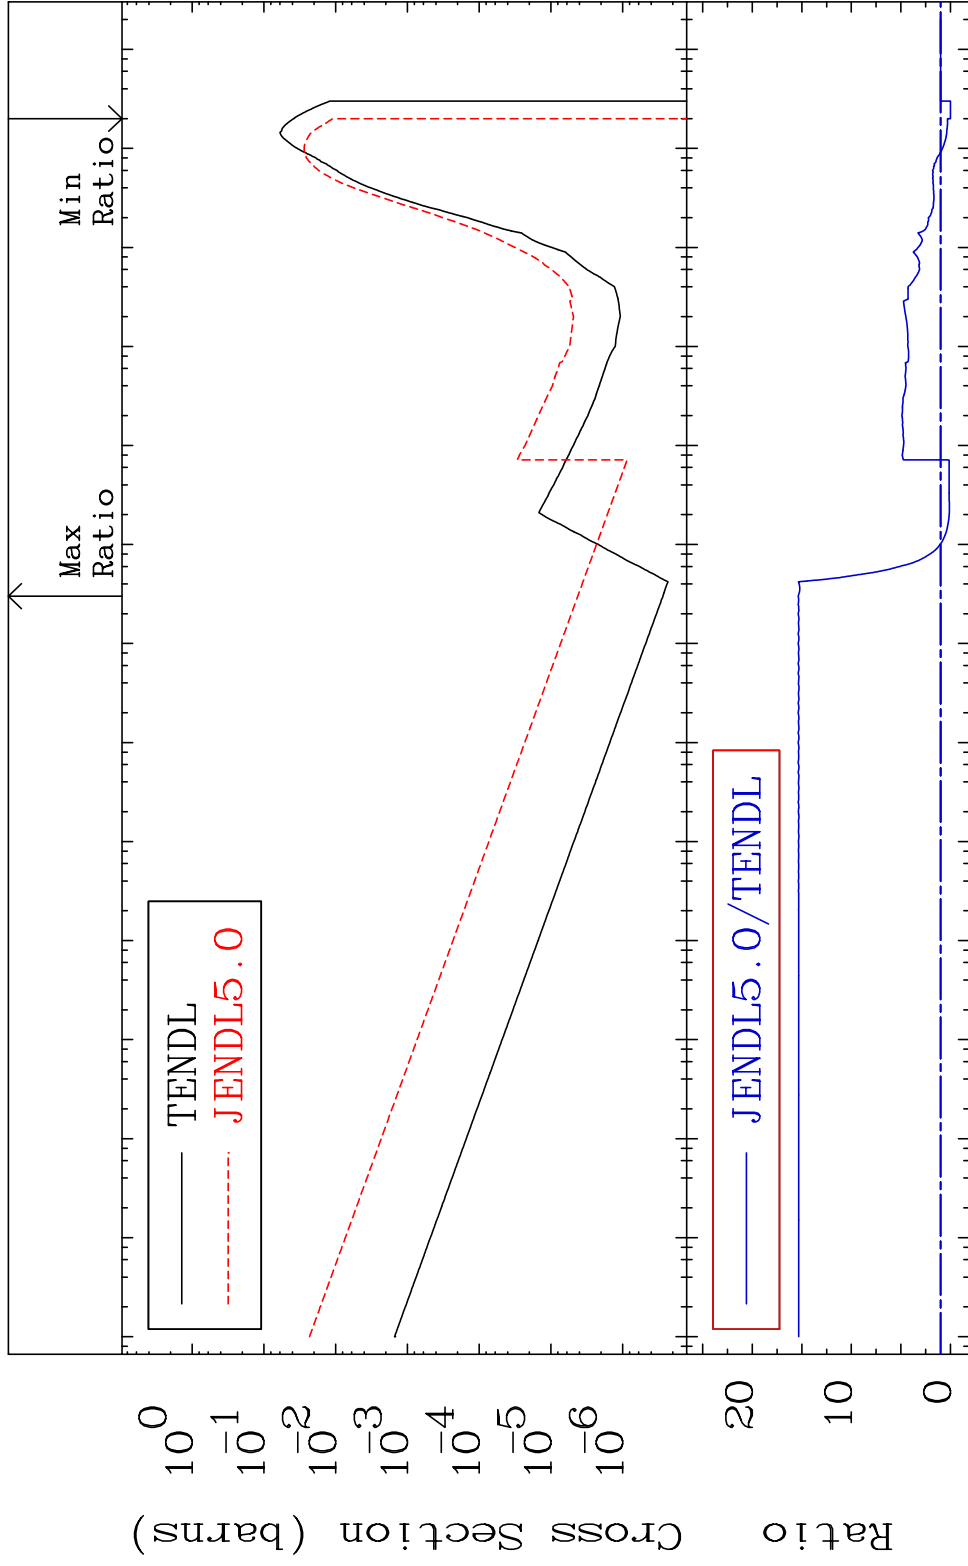 Max
Ratio
Min
Ratio
TENDL
JENDL5.0
JENDL5.0/TENDL
10^0
10^-1
10^-2
10^-3
10^-4
10^-5
10^-6
Cross Section (barns)
20
10
0
Ratio